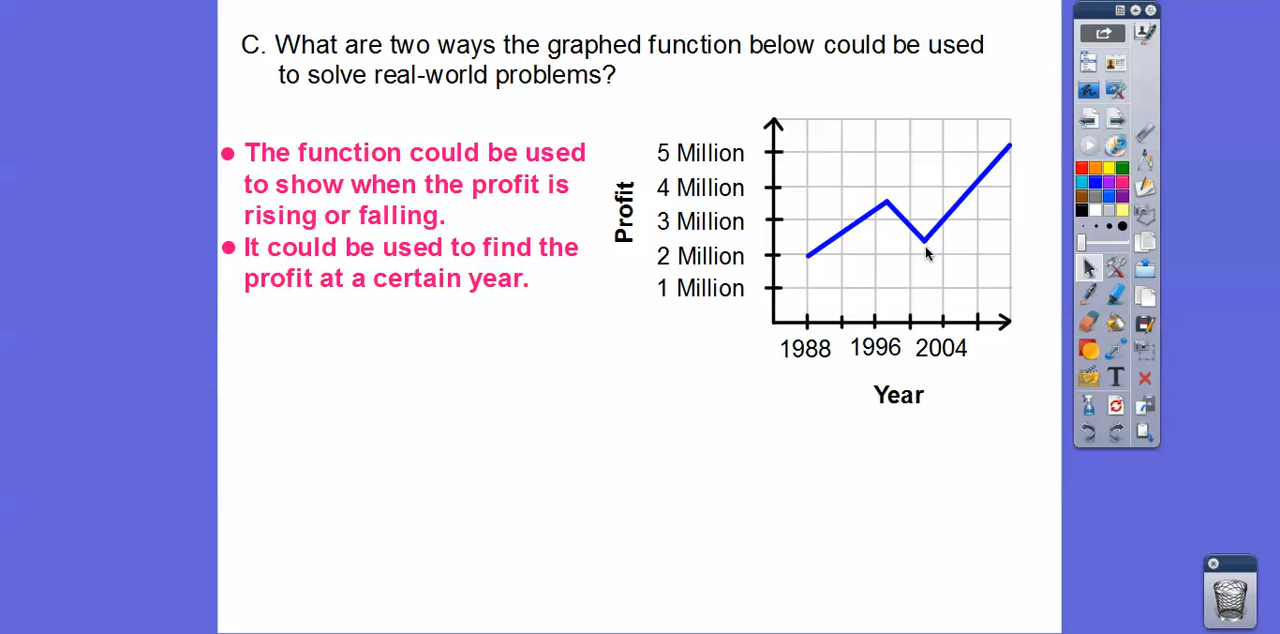 C. What are two ways the graphed function below could be used
to solve real-world problems?
● The function could be used
to show when the profit is
rising or falling.
● It could be used to find the
profit at a certain year.
Profit
5 Million
4 Million
3 Million
2 Million
1 Million
1988 1996 2004
Year